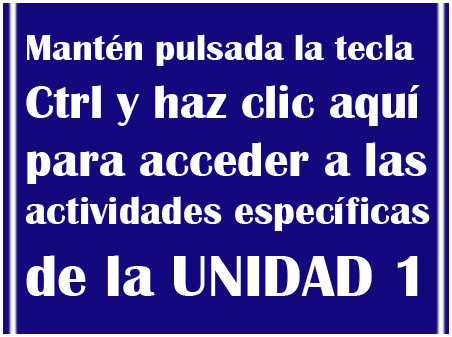 Mantén pulsada la tecla
Ctrl y haz clic aquí
para acceder a las
actividades específicas
de la UNIDAD 1